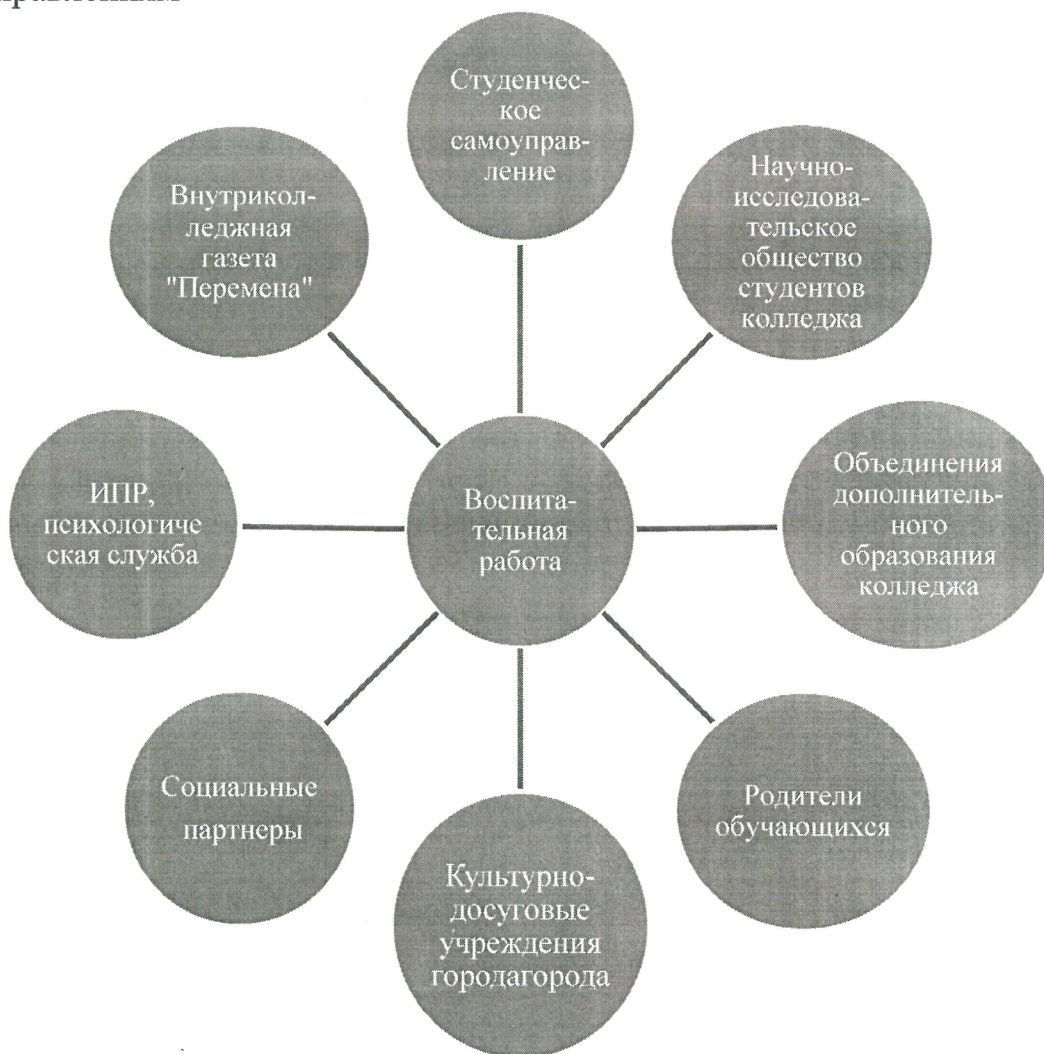 Студенчес-
кое
самоуправ-
ление
Научно-
исследова-
тельское
общество
студентов
колледжа
Объединения
дополнитель-
ного
образования
колледжа
Родители
обучающихся
Культурно-
досуговые
учреждения
городагорода
Социальные
партнеры
ИПР,
психологиче
ская служба
Внутрикол-
леджная
газета
"Перемена"
Воспита-
тельная
работа